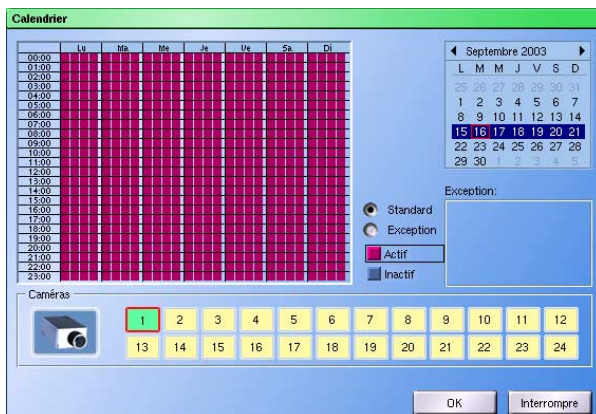 Calendrier
Lu Ma Me Je Ve Sa Di
00:00
01:00
02:00
03:00
04:00
05:00
06:00
07:00
08:00
09:00
10:00
11:00
12:00
13:00
14:00
15:00
16:00
17:00
18:00
19:00
20:00
21:00
22:00
23:00
Septembre 2003
L M M J V S D
25 26 27 28 29 30 31
1 2 3 4 5 6 7
8 9 10 11 12 13 14
15 16 17 18 19 20 21
22 23 24 25 26 27 28
29 30 1 2 3 4 5
Standard
Exception
Actif
Inactif
Exception:
Caméras
1 2 3 4 5 6 7 8 9 10 11 12
13 14 15 16 17 18 19 20 21 22 23 24
OK
Interrompre